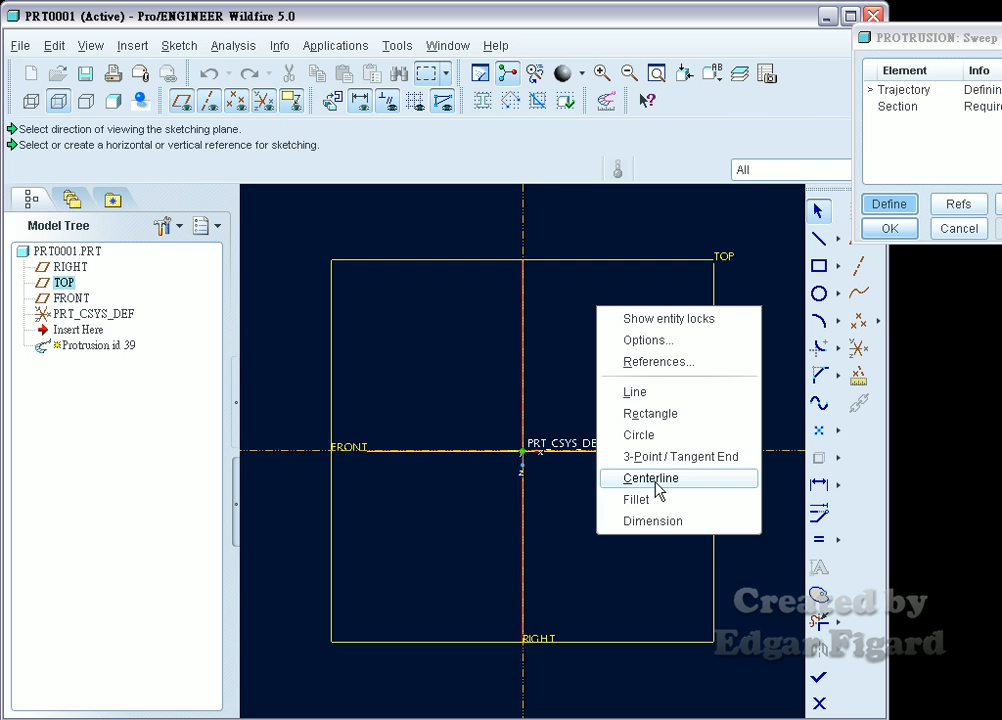 PRT0001 (Active) - Pro/ENGINEER Wildfire 5.0
File Edit View Insert Sketch Analysis Info Applications Tools Window Help
Select direction of viewing the sketching plane.
Select or create a horizontal or vertical reference for sketching.
All
PROTRUSION: Sweep
Element Info
> Trajectory Definin
Section Require
Define Refs
OK Cancel
Model Tree
PRT0001.PRT
RIGHT
TOP
FRONT
PRT_CSYS_DEF
Insert Here
Protrusion id 39
TOP
FRONT
PRT_CSYS_DE
x
z
RIGHT
Show entity locks
Options...
References...
Line
Rectangle
Circle
3-Point / Tangent End
Centerline
Fillet
Dimension
Created by
Edgar Figard